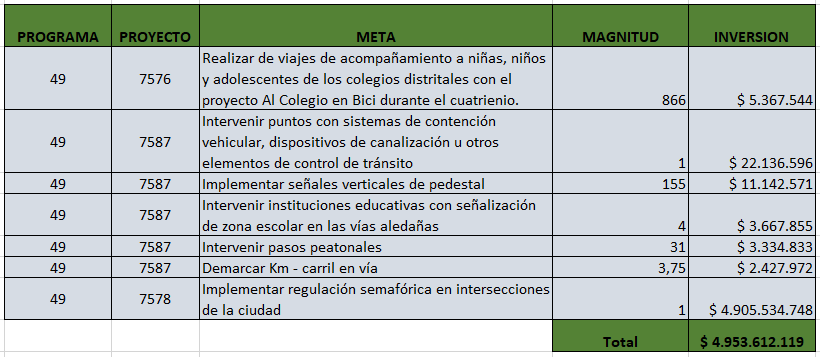 PROGRAMA PROYECTO META MAGNITUD INVERSION
49 7576 Realizar de viajes de acompañamiento a niñas, niños
y adolescentes de los colegios distritales con el
proyecto Al Colegio en Bici durante el cuatrienio. 866 $ 5.367.544
49 7587 Intervenir puntos con sistemas de contención
vehicular, dispositivos de canalización u otros
elementos de control de tránsito 1 $ 22.136.596
49 7587 Implementar señales verticales de pedestal 155 $ 11.142.571
49 7587 Intervenir instituciones educativas con señalización
de zona escolar en las vías aledañas 4 $ 3.667.855
49 7587 Intervenir pasos peatonales 31 $ 3.334.833
49 7587 Demarcar Km - carril en vía 3,75 $ 2.427.972
49 7578 Implementar regulación semafórica en intersecciones
de la ciudad 1 $ 4.905.534.748
Total $ 4.953.612.119